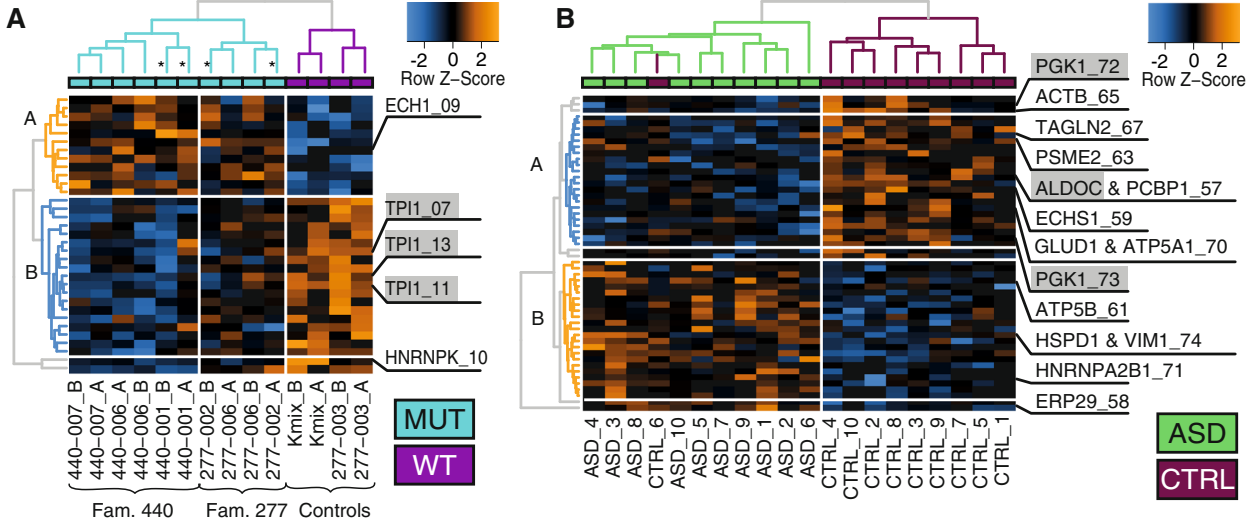 A
B
-2 0 2
Row Z-Score
-2 0 2
Row Z-Score
* * * *
A
B
ECH1_09
TPI1_07
TPI1_13
TPI1_11
HNRNPK_10
440-007_B
440-007_A
440-006_A
440-006_B
440-001_B
440-001_A
277-002_B
277-006_A
277-006_B
277-002_A
Kmix_B
Kmix_A
277-003_B
277-003_A
Fam. 440 Fam. 277 Controls
MUT
WT
A
B
PGK1_72
ACTB_65
TAGLN2_67
PSME2_63
ALDOC & PCBP1_57
ECHS1_59
GLUD1 & ATP5A1_70
PGK1_73
ATP5B_61
HSPD1 & VIM1_74
HNRNPA2B1_71
ERP29_58
ASD_4
ASD_3
ASD_8
CTRL_6
ASD_10
ASD_5
ASD_7
ASD_9
ASD_1
ASD_2
ASD_6
CTRL_4
CTRL_10
CTRL_2
CTRL_8
CTRL_3
CTRL_9
CTRL_7
CTRL_5
CTRL_1
ASD
CTRL